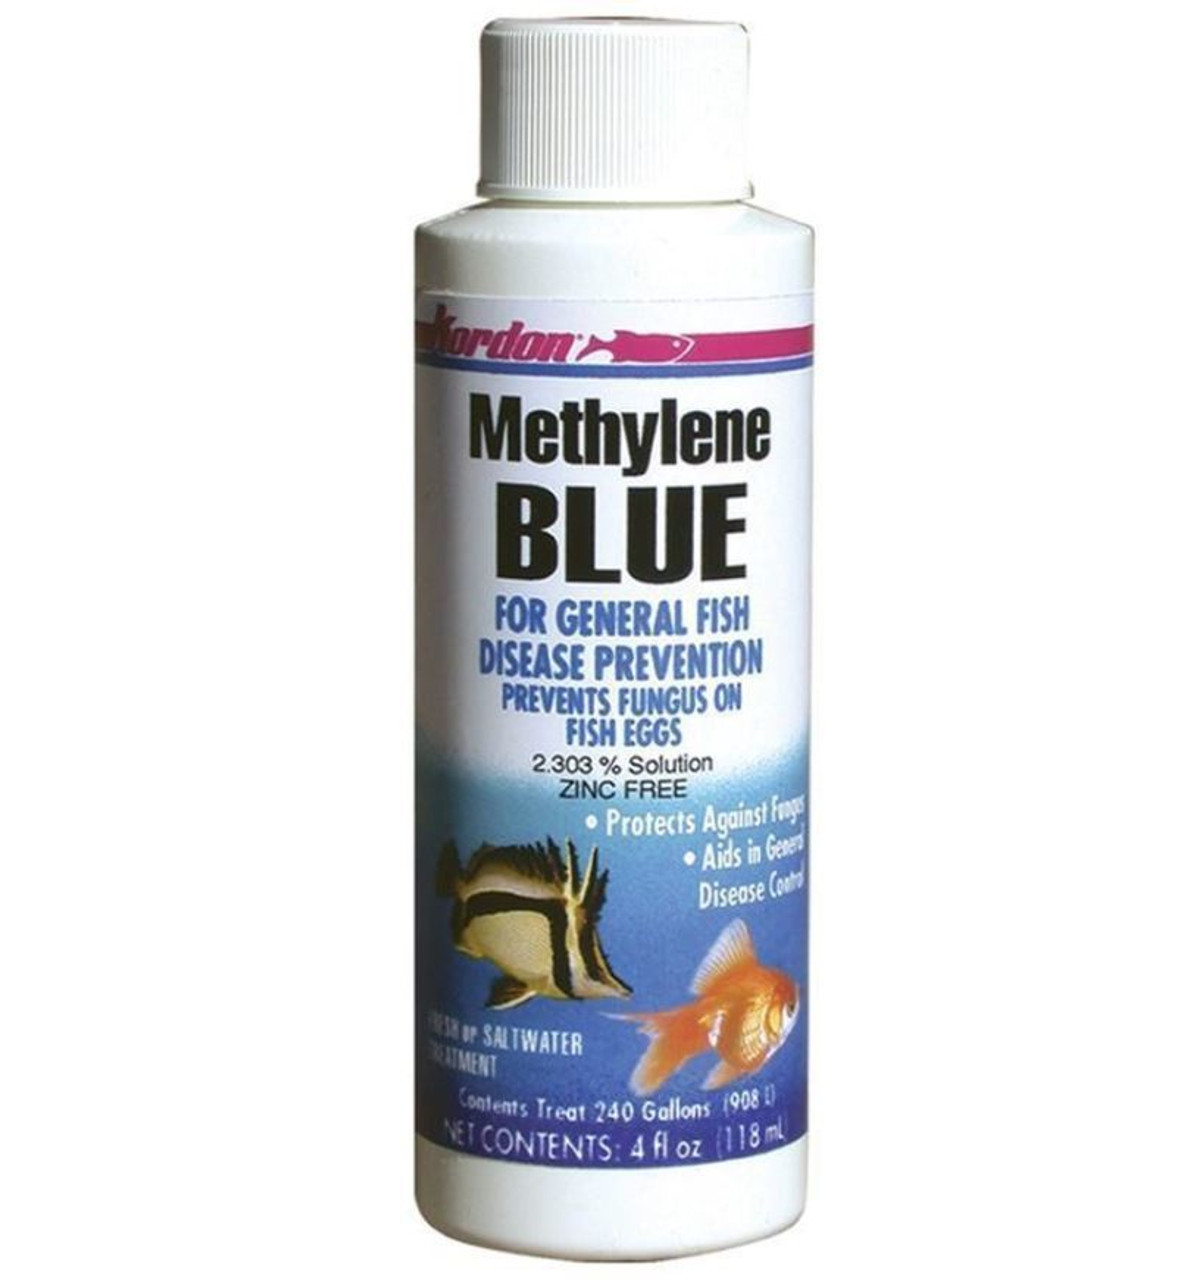 Kordon®
Methylene
BLUE
FOR GENERAL FISH
DISEASE PREVENTION
PREVENTS FUNGUS ON
FISH EGGS
2.303 % Solution
ZINC FREE
• Protects Against Fungus
• Aids in General
Disease Control
FRESH or SALTWATER
TREATMENT
Contents Treat 240 Gallons (908 L)
NET CONTENTS: 4 fl oz (118 mL